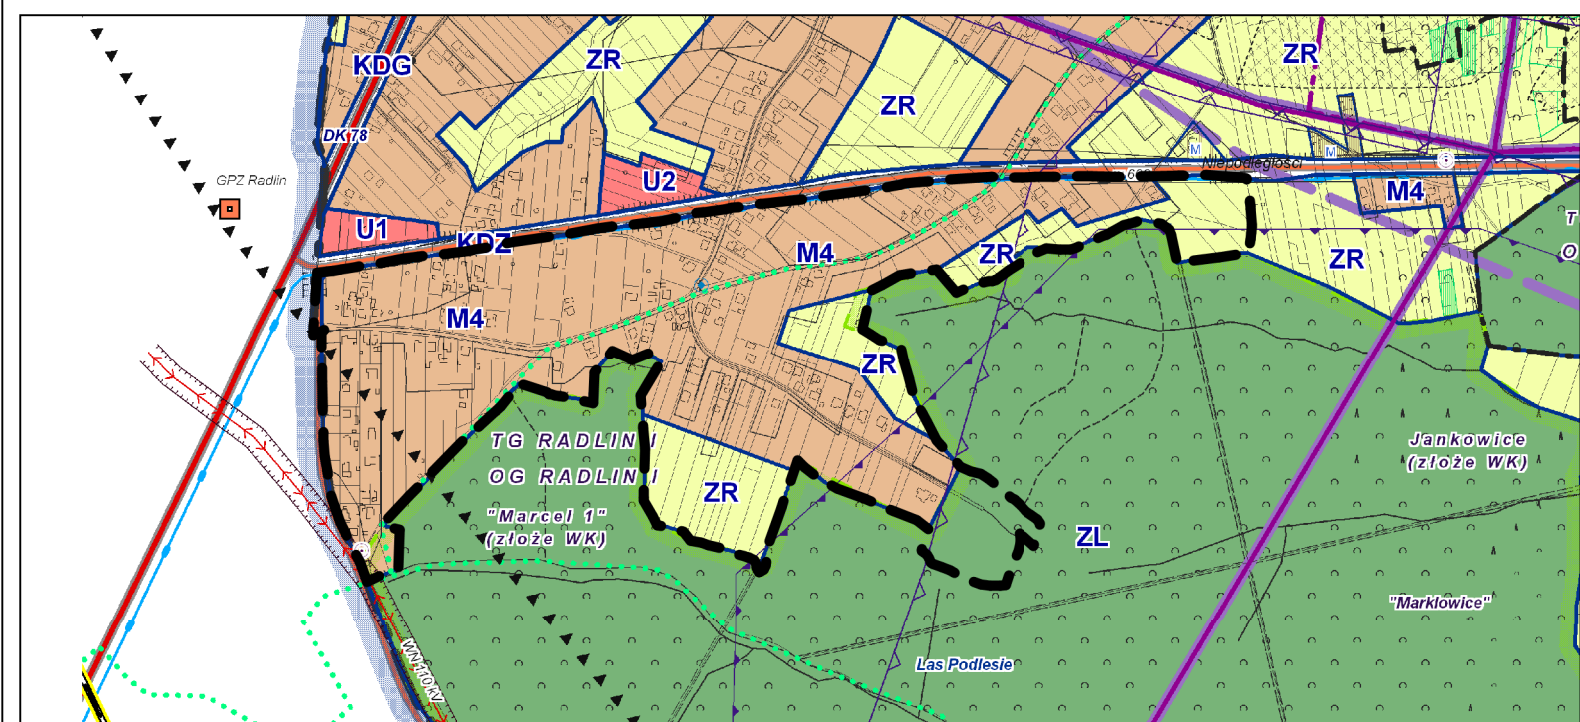 ZR
KDG
ZR
ZR
DK 78
M
M
Niepodległości
GPZ Radlin
U2
M4
U1
KDZ
M4
ZR
ZR
T
O
M4
ZR
TG RADLIN I
OG RADLIN I
Jankowice
(złoże WK)
ZR
"Marcel 1"
(złoże WK)
ZL
"Marklowice"
Las Podlesie
WN 110 kV